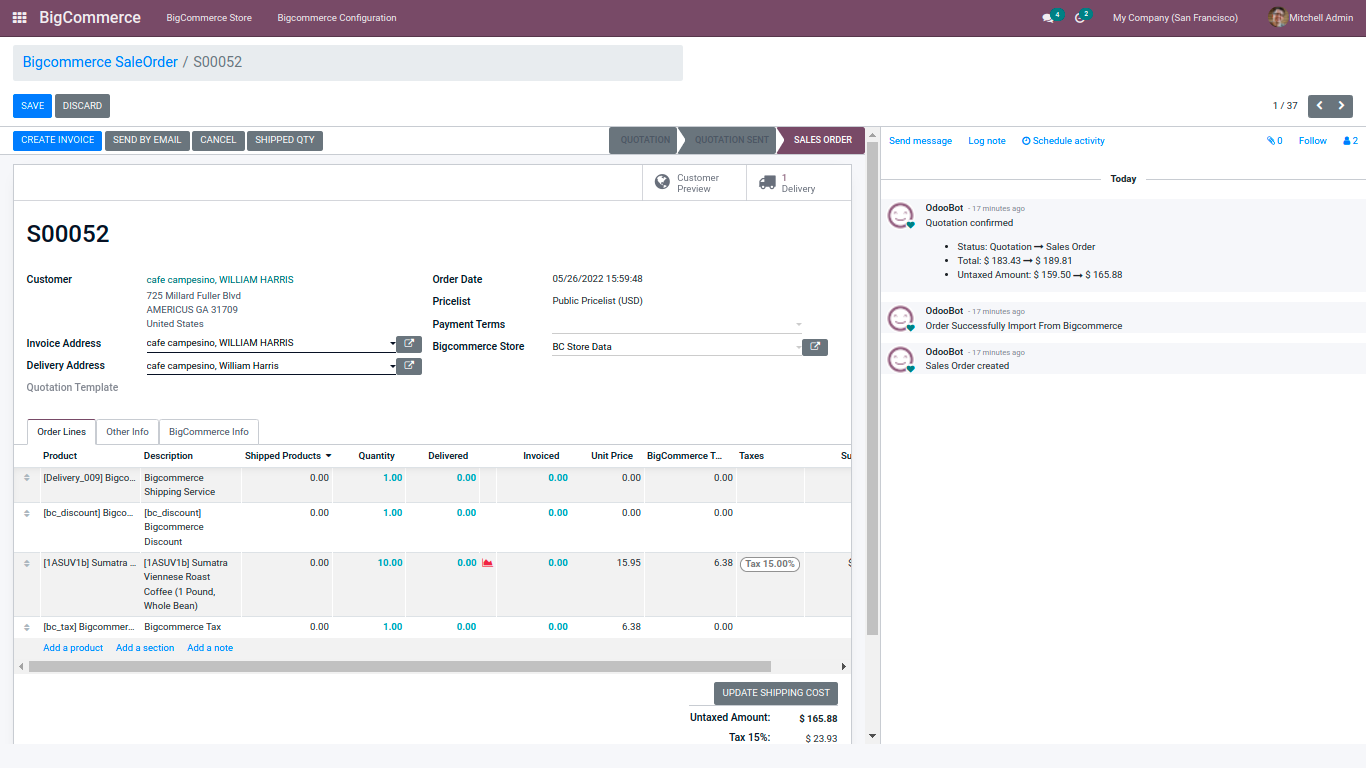 BigCommerce BigCommerce Store Bigcommerce Configuration 4 2 My Company (San Francisco) Mitchell Admin
Bigcommerce SaleOrder / S00052
SAVE DISCARD 1 / 37
CREATE INVOICE SEND BY EMAIL CANCEL SHIPPED QTY QUOTATION QUOTATION SENT SALES ORDER
Customer Preview
1 Delivery
S00052
Customer cafe campesino, WILLIAM HARRIS
725 Millard Fuller Blvd
AMERICUS GA 31709
United States
Invoice Address cafe campesino, WILLIAM HARRIS
Delivery Address cafe campesino, William Harris
Quotation Template
Order Date 05/26/2022 15:59:48
Pricelist Public Pricelist (USD)
Payment Terms
Bigcommerce Store BC Store Data
Order Lines Other Info BigCommerce Info
Product Description Shipped Products Quantity Delivered Invoiced Unit Price BigCommerce T... Taxes Su
[Delivery_009] Bigco... Bigcommerce 0.00 1.00 0.00 0.00 0.00 0.00
Shipping Service
[bc_discount] Bigco... [bc_discount] 0.00 1.00 0.00 0.00 0.00 0.00
Bigcommerce
Discount
[1ASUV1b] Sumatra ... [1ASUV1b] Sumatra 0.00 10.00 0.00 0.00 15.95 6.38 Tax 15.00%
Viennese Roast
Coffee (1 Pound,
Whole Bean)
[bc_tax] Bigcommer... Bigcommerce Tax 0.00 1.00 0.00 0.00 6.38 0.00
Add a product Add a section Add a note
UPDATE SHIPPING COST
Untaxed Amount: $ 165.88
Tax 15%: $ 23.93
Send message Log note Schedule activity 0 Follow 2
Today
OdooBot - 17 minutes ago
Quotation confirmed
• Status: Quotation → Sales Order
• Total: $ 183.43 → $ 189.81
• Untaxed Amount: $ 159.50 → $ 165.88
OdooBot - 17 minutes ago
Order Successfully Import From Bigcommerce
OdooBot - 17 minutes ago
Sales Order created